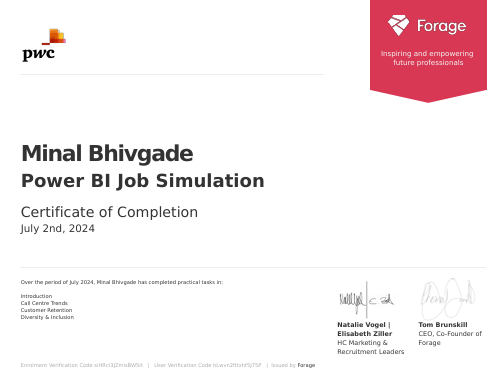 pwc
Forage
Inspiring and empowering
future professionals
Minal Bhivgade
Power BI Job Simulation
Certificate of Completion
July 2nd, 2024
Over the period of July 2024, Minal Bhivgade has completed practical tasks in:
Introduction
Call Centre Trends
Customer Retention
Diversity & Inclusion
Natalie Vogel |
Elisabeth Ziller
HC Marketing &
Recruitment Leaders
Tom Brunskill
CEO, Co-Founder of
Forage
Enrolment Verification Code | User Verification Code | Issued by Forage